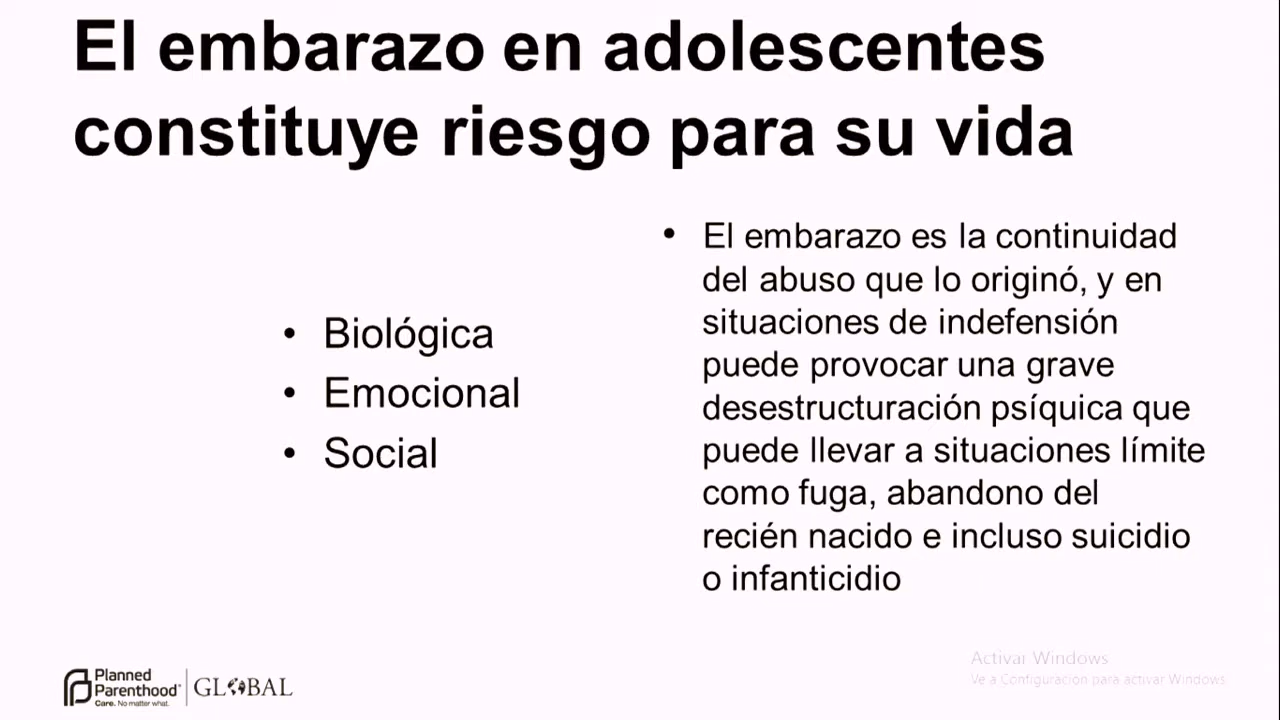 El embarazo en adolescentes
constituye riesgo para su vida
• Biológica
• Emocional
• Social
• El embarazo es la continuidad
del abuso que lo originó, y en
situaciones de indefensión
puede provocar una grave
desestructuración psíquica que
puede llevar a situaciones límite
como fuga, abandono del
recién nacido e incluso suicidio
o infanticidio
Planned
Parenthood®
Care. No matter what.
GLOBAL
Activar Windows
Ve a Configuración para activar Windows.